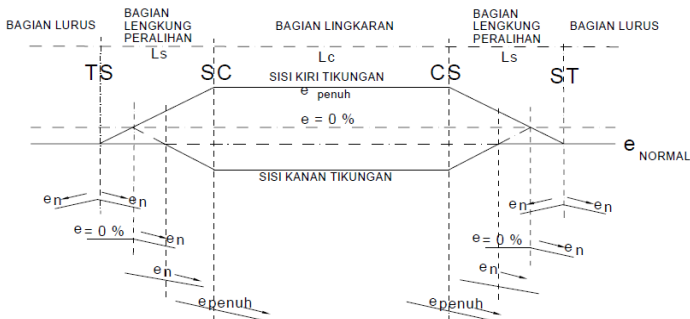 BAGIAN LURUS
BAGIAN
LENGKUNG
PERALIHAN
BAGIAN LINGKARAN
BAGIAN
LENGKUNG
PERALIHAN
BAGIAN LURUS
Ls
Lc
Ls
TS
SC
CS
ST
SISI KIRI TIKUNGAN
e penuh
e = 0 %
e NORMAL
SISI KANAN TIKUNGAN
en
en
en
en
e= 0 %
en
e= 0 %
en
en
en
epenuh
epenuh